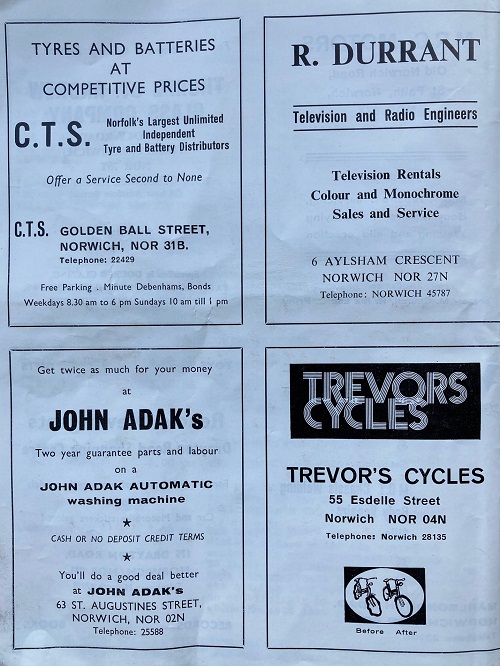 TYRES AND BATTERIES
AT
COMPETITIVE PRICES
C.T.S.
Norfolk's Largest Unlimited
Independent
Tyre and Battery Distributors
Offer a Service Second to None
C.T.S. GOLDEN BALL STREET,
NORWICH, NOR 31B.
Telephone: 22429
Free Parking . Minute Debenhams, Bonds
Weekdays 8.30 am to 6 pm Sundays 10 am till 1 pm
R. DURRANT
Television and Radio Engineers
Television Rentals
Colour and Monochrome
Sales and Service
6 AYLSHAM CRESCENT
NORWICH NOR 27N
Telephone: NORWICH 45787
Get twice as much for your money
at
JOHN ADAK's
Two year guarantee parts and labour
on a
JOHN ADAK AUTOMATIC
washing machine
★
CASH OR NO DEPOSIT CREDIT TERMS
★
You'll do a good deal better
at JOHN ADAK's
63 ST. AUGUSTINES STREET,
NORWICH, NOR 02N
Telephone: 25588
TREVORS
CYCLES
TREVOR'S CYCLES
55 Esdelle Street
Norwich NOR 04N
Telephone: Norwich 28135
Before After